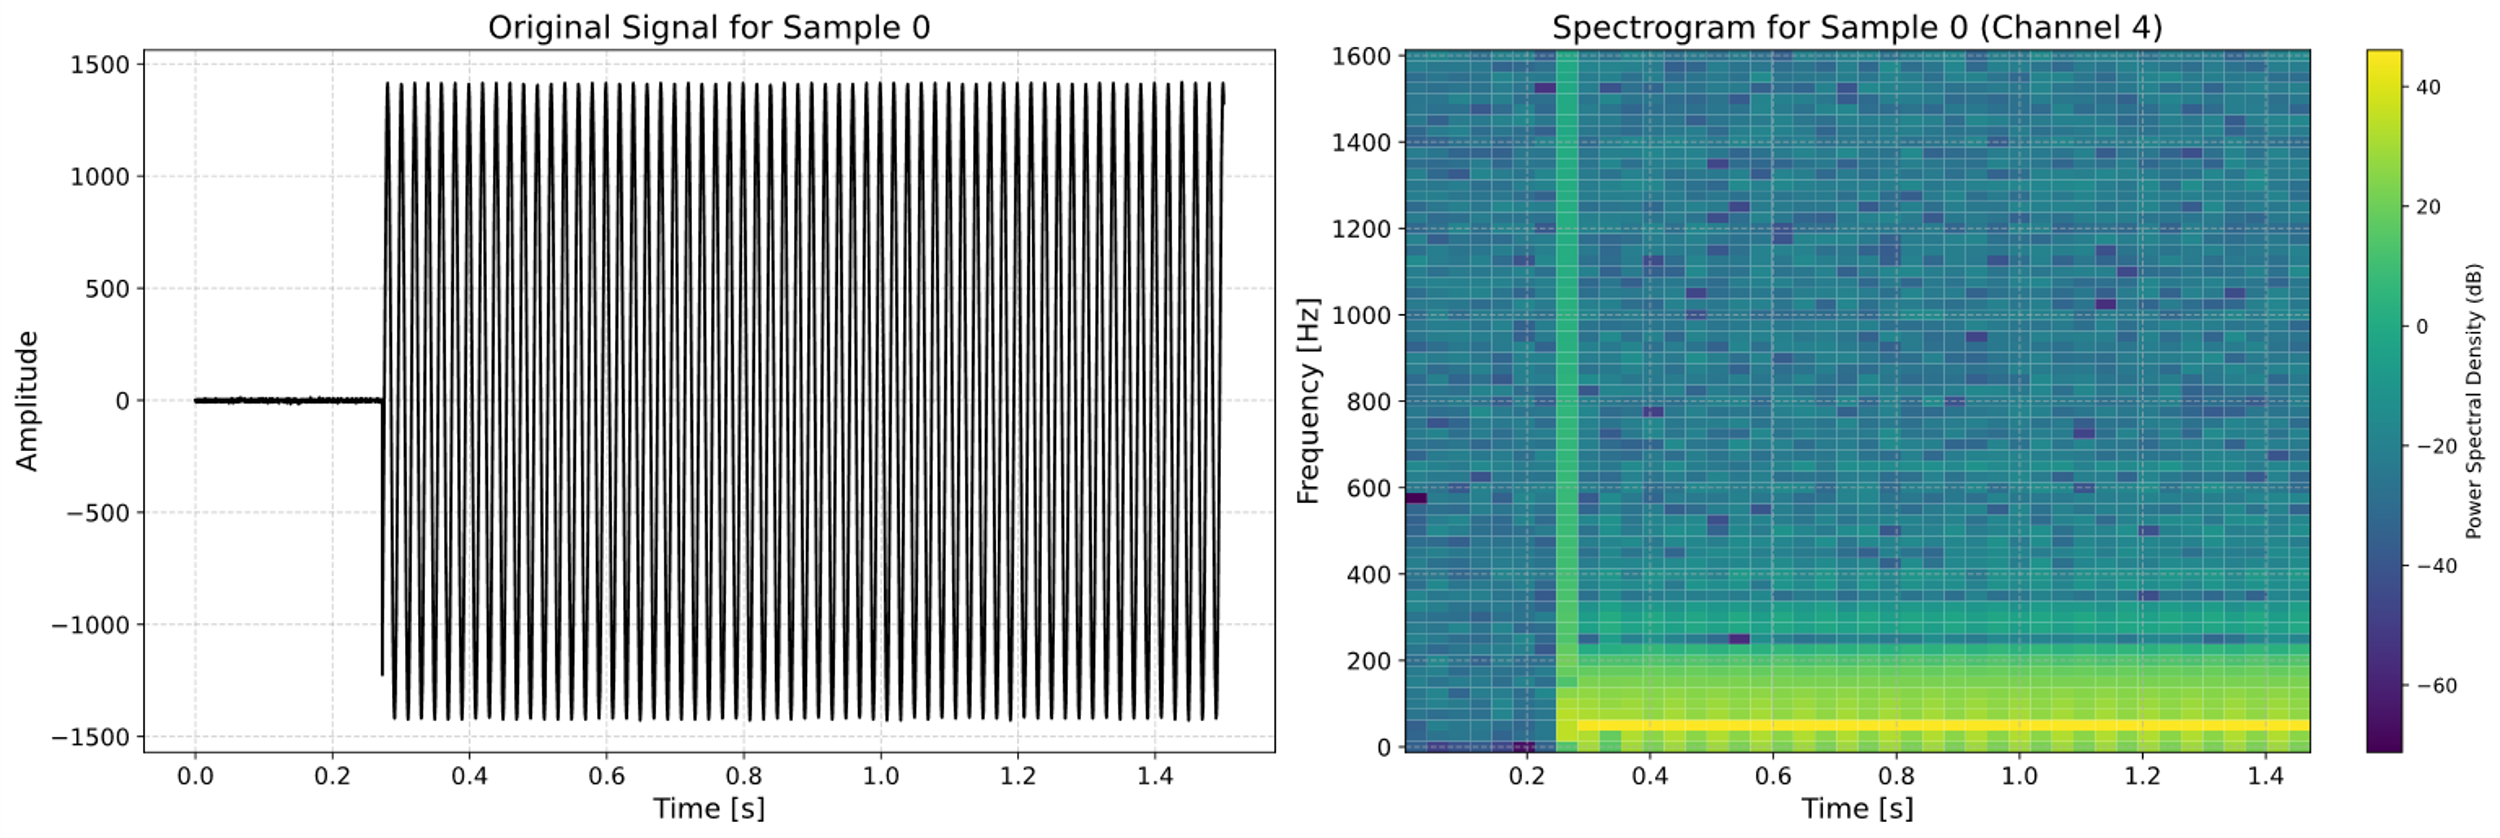 Original Signal for Sample 0
1500
1000
500
0
−500
−1000
−1500
Amplitude
0.0 0.2 0.4 0.6 0.8 1.0 1.2 1.4
Time [s]
Spectrogram for Sample 0 (Channel 4)
1600
1400
1200
1000
800
600
400
200
0
Frequency [Hz]
0.2 0.4 0.6 0.8 1.0 1.2 1.4
Time [s]
40
20
0
−20
−40
−60
Power Spectral Density (dB)